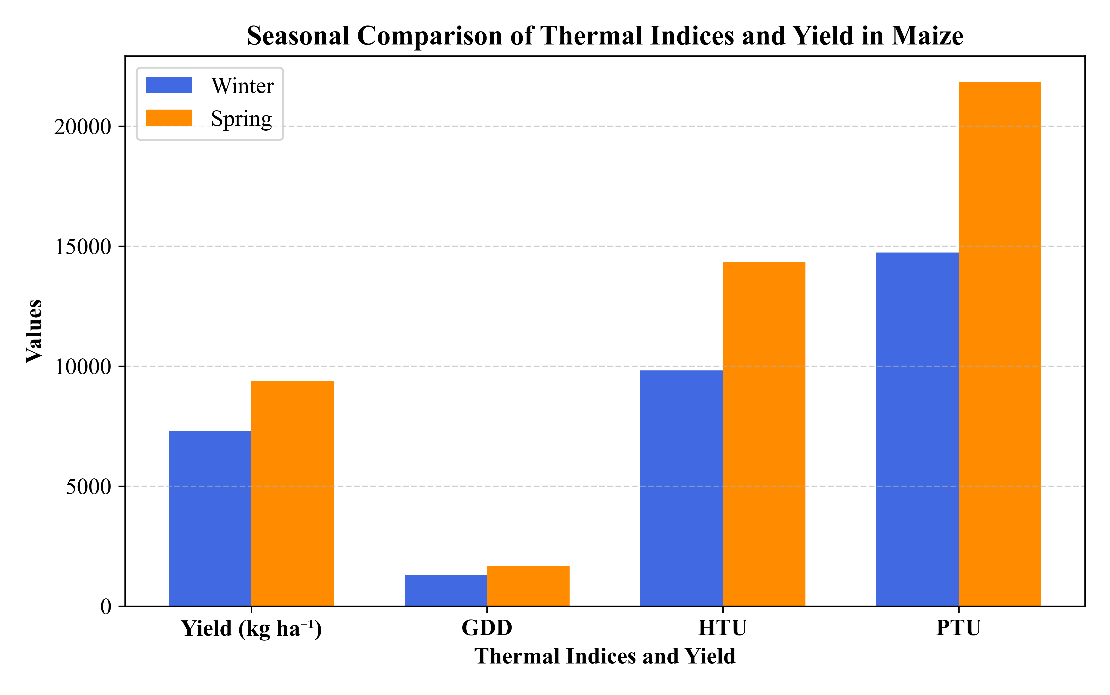 Seasonal Comparison of Thermal Indices and Yield in Maize
Winter
Spring
Values
20000
15000
10000
5000
0
Yield (kg ha⁻¹) GDD HTU PTU
Thermal Indices and Yield